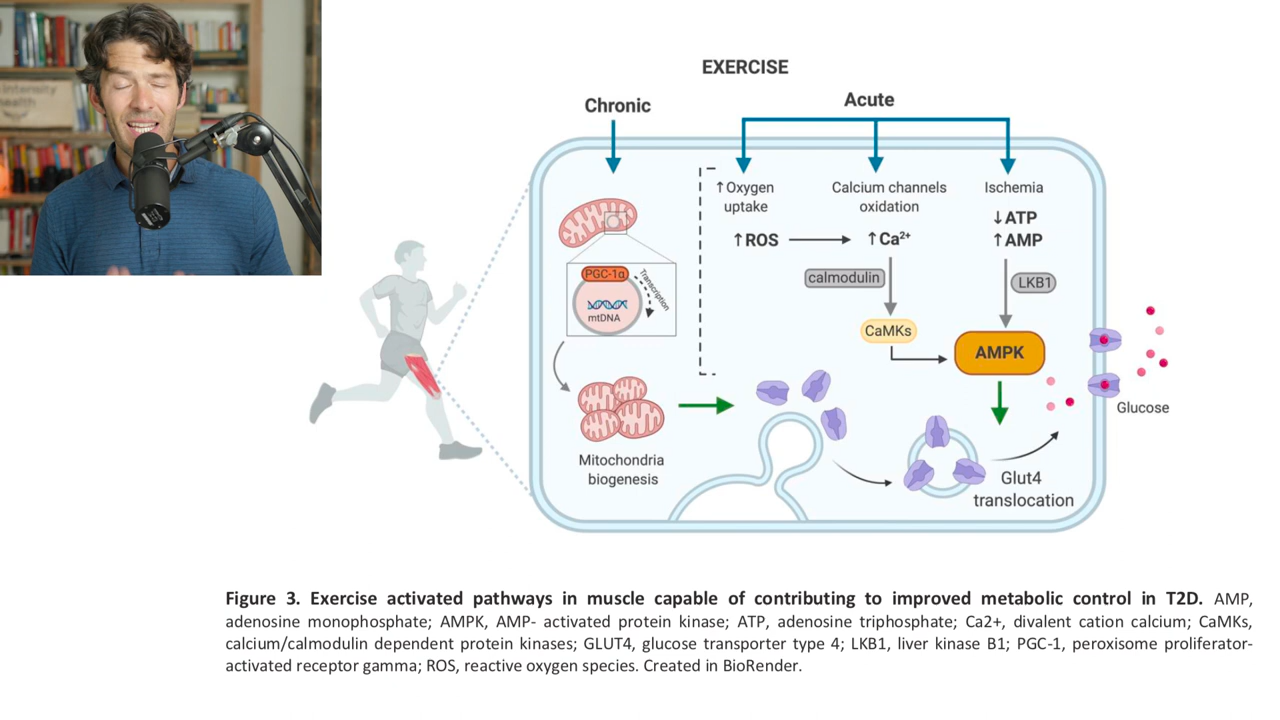 ntensity
health
EXERCISE
Chronic
Acute
↑Oxygen
uptake
↑ROS
Calcium channels
oxidation
↑Ca²⁺
Ischemia
↓ATP
↑AMP
calmodulin
LKB1
CaMKs
AMPK
PGC-1α
Transcription
mtDNA
Glucose
Mitochondria
biogenesis
Glut4
translocation
Figure 3. Exercise activated pathways in muscle capable of contributing to improved metabolic control in T2D. AMP,
adenosine monophosphate; AMPK, AMP- activated protein kinase; ATP, adenosine triphosphate; Ca2+, divalent cation calcium; CaMKs,
calcium/calmodulin dependent protein kinases; GLUT4, glucose transporter type 4; LKB1, liver kinase B1; PGC-1, peroxisome proliferator-
activated receptor gamma; ROS, reactive oxygen species. Created in BioRender.